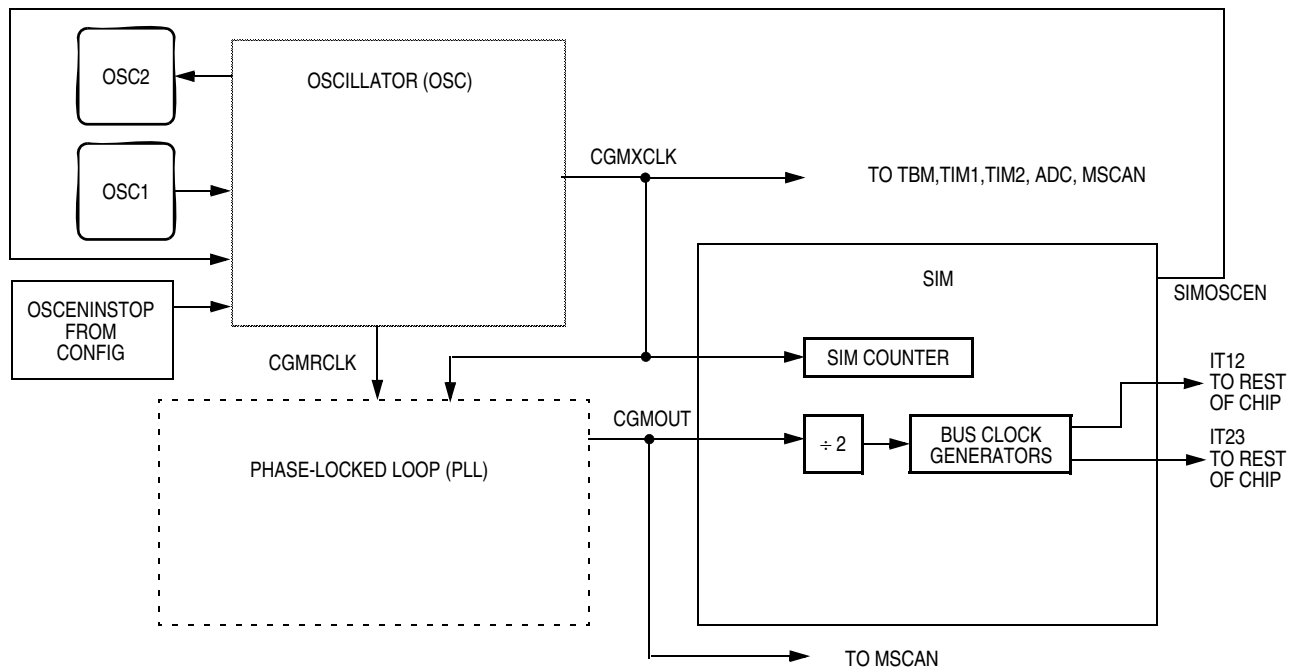 OSC2
OSCILLATOR (OSC)
CGMXCLK
TO TBM,TIM1,TIM2, ADC, MSCAN
OSC1
SIM
SIMOSCEN
OSCENINSTOP
FROM
CONFIG
CGMRCLK
SIM COUNTER
IT12
TO REST
OF CHIP
CGMOUT
÷ 2
BUS CLOCK
GENERATORS
IT23
TO REST
OF CHIP
PHASE-LOCKED LOOP (PLL)
TO MSCAN